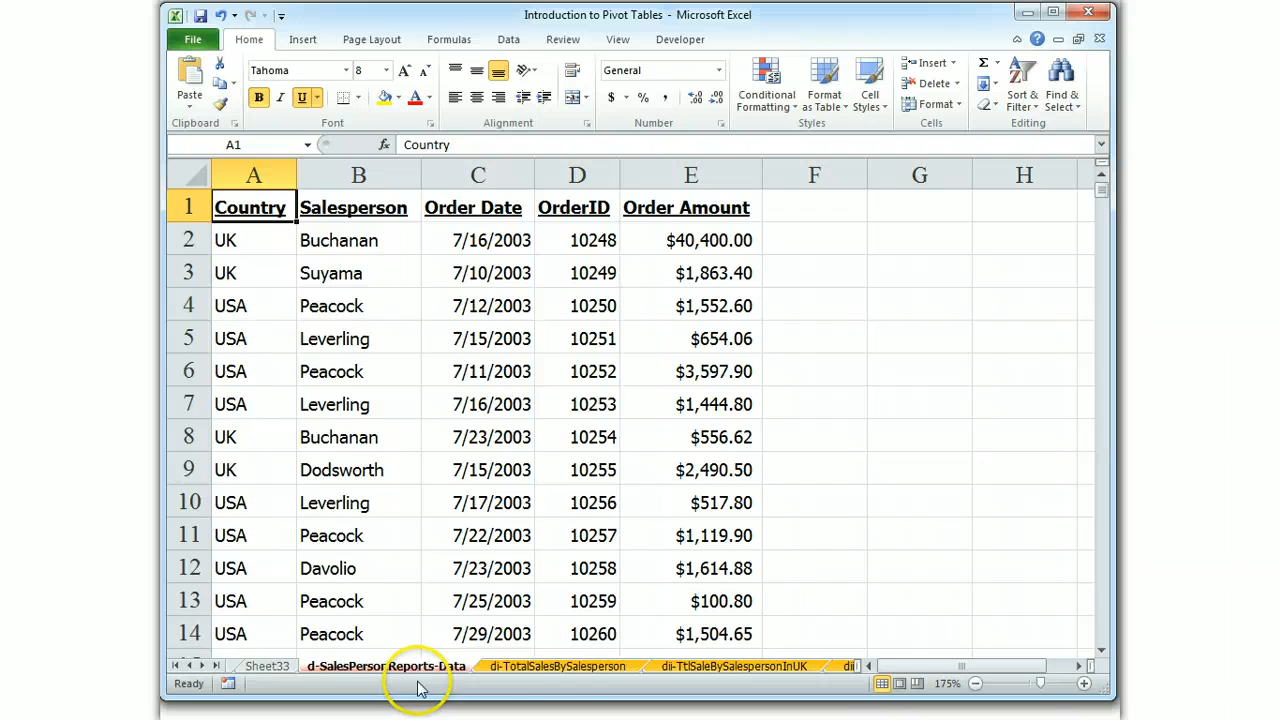 Introduction to Pivot Tables - Microsoft Excel
File Home Insert Page Layout Formulas Data Review View Developer
Paste Tahoma 8 General Conditional Formatting Format as Table Cell Styles Insert Delete Format Sort & Filter Find & Select
B I U A $ % ,
Clipboard Font Alignment Number Styles Cells Editing
A1 fx Country
A B C D E F G H
1 Country Salesperson Order Date OrderID Order Amount
2 UK Buchanan 7/16/2003 10248 $40,400.00
3 UK Suyama 7/10/2003 10249 $1,863.40
4 USA Peacock 7/12/2003 10250 $1,552.60
5 USA Leverling 7/15/2003 10251 $654.06
6 USA Peacock 7/11/2003 10252 $3,597.90
7 USA Leverling 7/16/2003 10253 $1,444.80
8 UK Buchanan 7/23/2003 10254 $556.62
9 UK Dodsworth 7/15/2003 10255 $2,490.50
10 USA Leverling 7/17/2003 10256 $517.80
11 USA Peacock 7/22/2003 10257 $1,119.90
12 USA Davolio 7/23/2003 10258 $1,614.88
13 USA Peacock 7/25/2003 10259 $100.80
14 USA Peacock 7/29/2003 10260 $1,504.65
Sheet33 d-SalesPersonReports-Data di-TotalSalesBySalesperson dii-TtlSaleBySalespersonInUK dii
Ready 175%